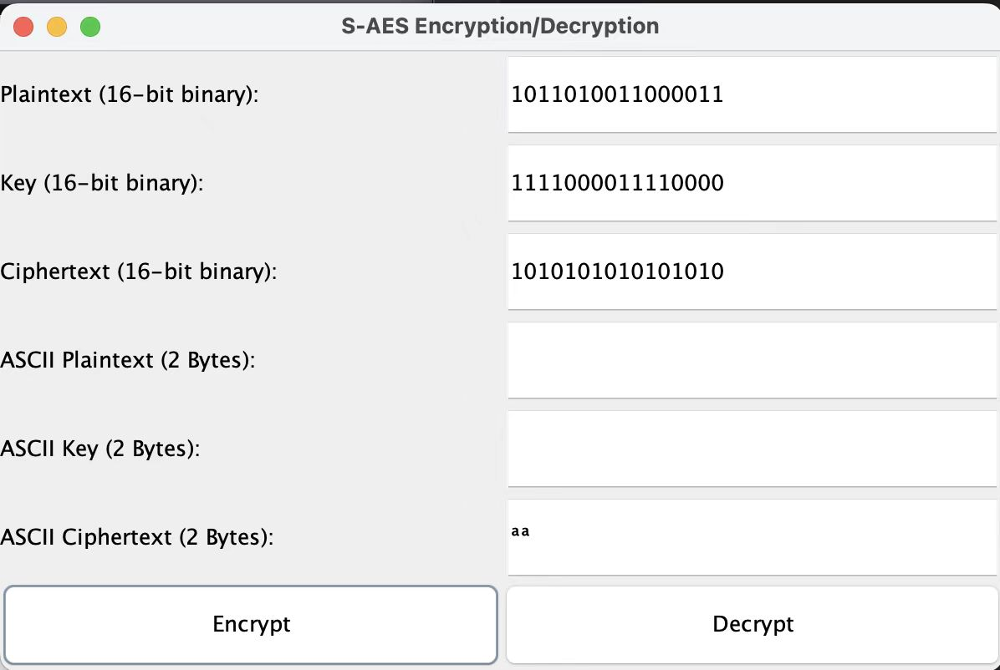 S-AES Encryption/Decryption
Plaintext (16-bit binary): 1011010011000011
Key (16-bit binary): 1111000011110000
Ciphertext (16-bit binary): 1010101010101010
ASCII Plaintext (2 Bytes):
ASCII Key (2 Bytes):
ASCII Ciphertext (2 Bytes): ªª
Encrypt Decrypt